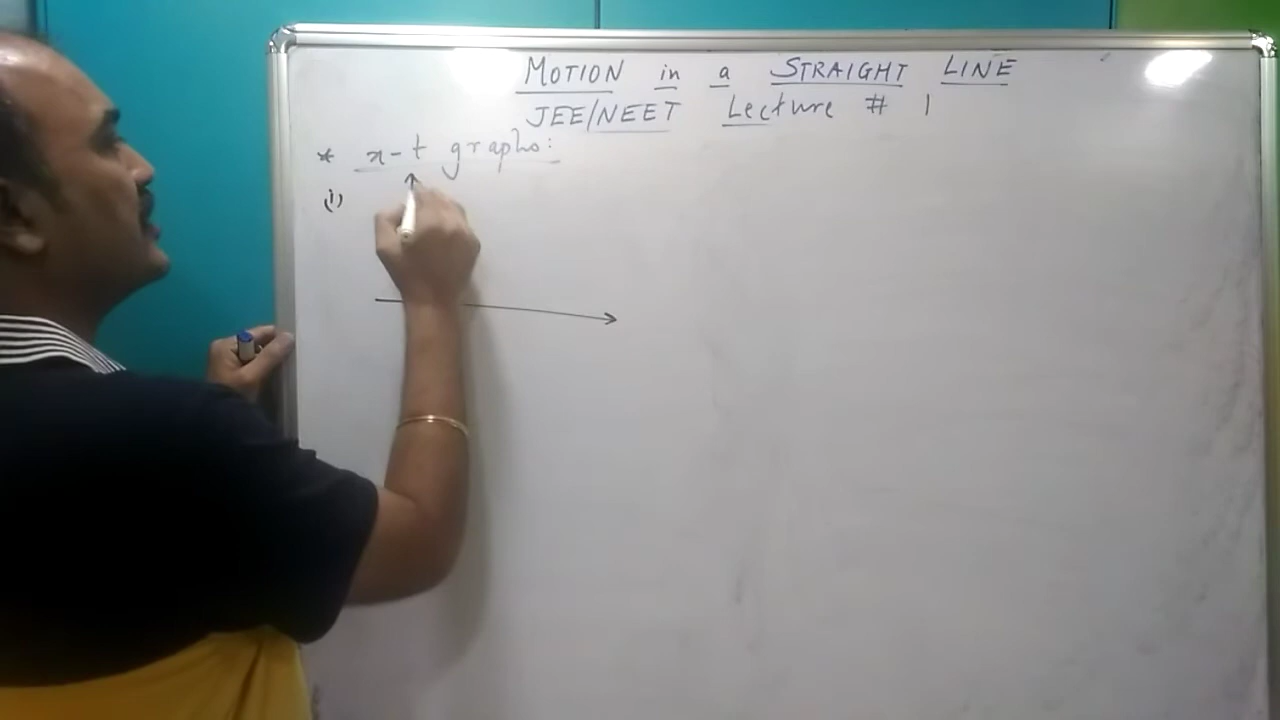 MOTION in a STRAIGHT LINE
JEE/NEET Lecture # 1
* x-t graphs:
(i)